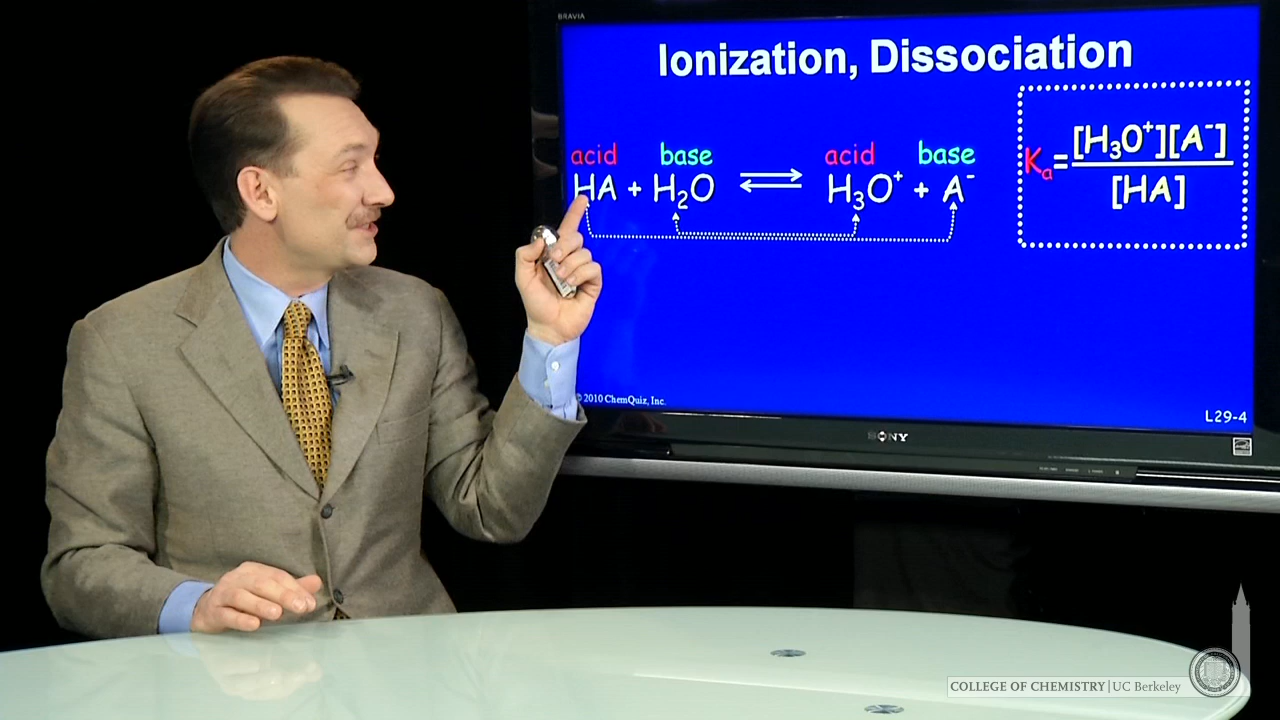 BRAVIA
Ionization, Dissociation
acid base acid base
HA + H₂O ⇌ H₃O⁺ + A⁻
Kₐ= [H₃O⁺][A⁻]
[HA]
© 2010 ChemQuiz, Inc.
L29-4
SONY
COLLEGE OF CHEMISTRY | UC Berkeley